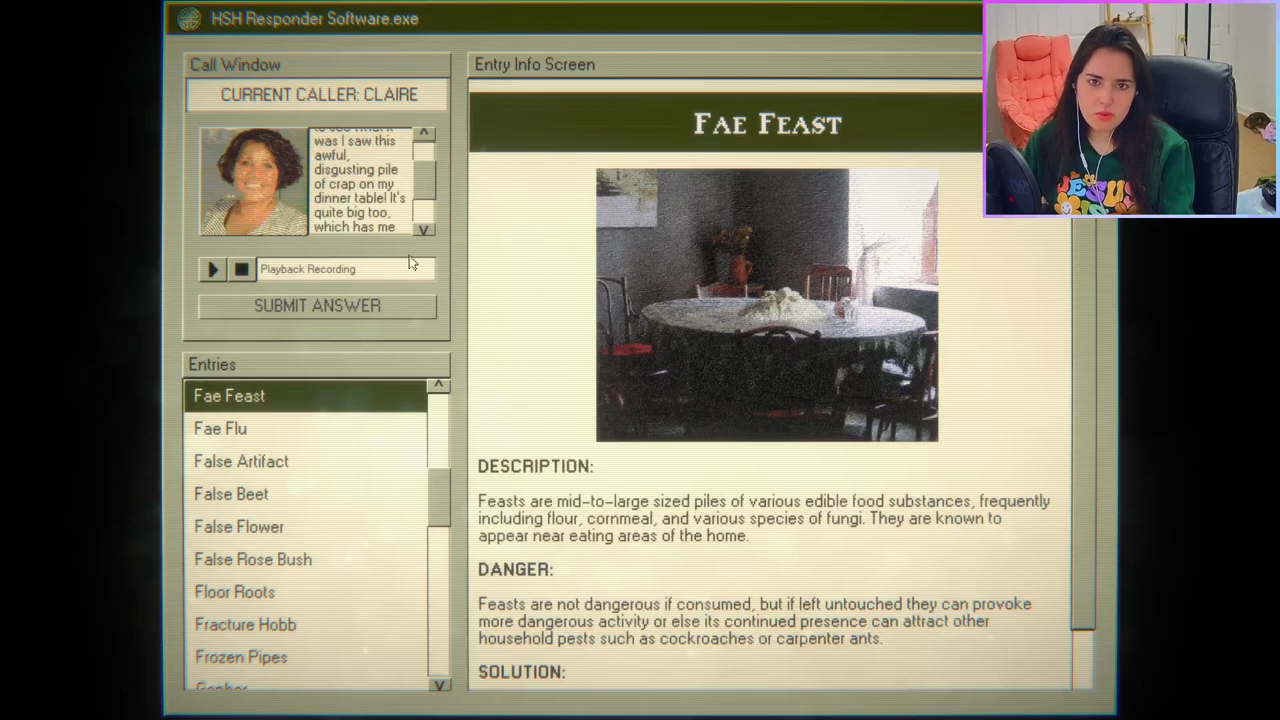 HSH Responder Software.exe
Call Window
CURRENT CALLER: CLAIRE
was I saw this
awful,
disgusting pile
of crap on my
dinner table! It's
quite big too,
which has me
Playback Recording
SUBMIT ANSWER
Entries
Fae Feast
Fae Flu
False Artifact
False Beet
False Flower
False Rose Bush
Floor Roots
Fracture Hobb
Frozen Pipes
Entry Info Screen
FAE FEAST
DESCRIPTION:
Feasts are mid-to-large sized piles of various edible food substances, frequently
including flour, cornmeal, and various species of fungi. They are known to
appear near eating areas of the home.
DANGER:
Feasts are not dangerous if consumed, but if left untouched they can provoke
more dangerous activity or else its continued presence can attract other
household pests such as cockroaches or carpenter ants.
SOLUTION:
JESUS